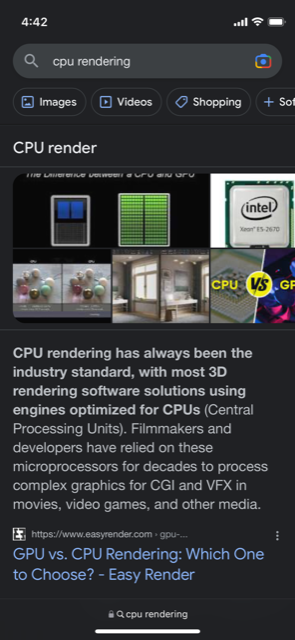 4:42
cpu rendering
Images
Videos
Shopping
Sof
CPU render
The Difference between a CPU and GPU
intel
Xeon® E5-2670
CPU VS GP
CPU rendering has always been the
industry standard, with most 3D
rendering software solutions using
engines optimized for CPUs (Central
Processing Units). Filmmakers and
developers have relied on these
microprocessors for decades to process
complex graphics for CGI and VFX in
movies, video games, and other media.
https://www.easyrender.com › gpu-...
GPU vs. CPU Rendering: Which One
to Choose? - Easy Render
cpu rendering